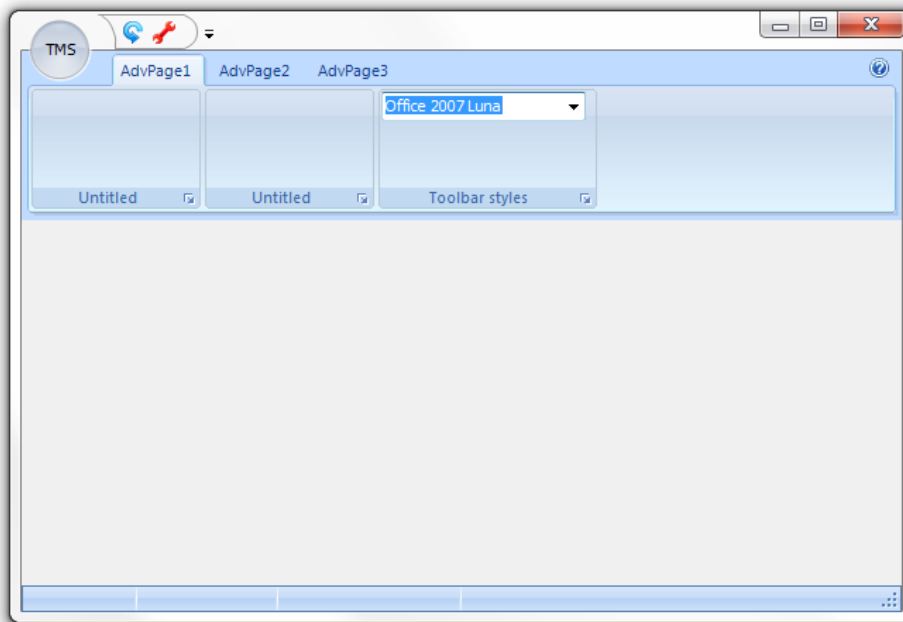 TMS
AdvPage1 AdvPage2 AdvPage3
Office 2007 Luna
Untitled Untitled Toolbar styles